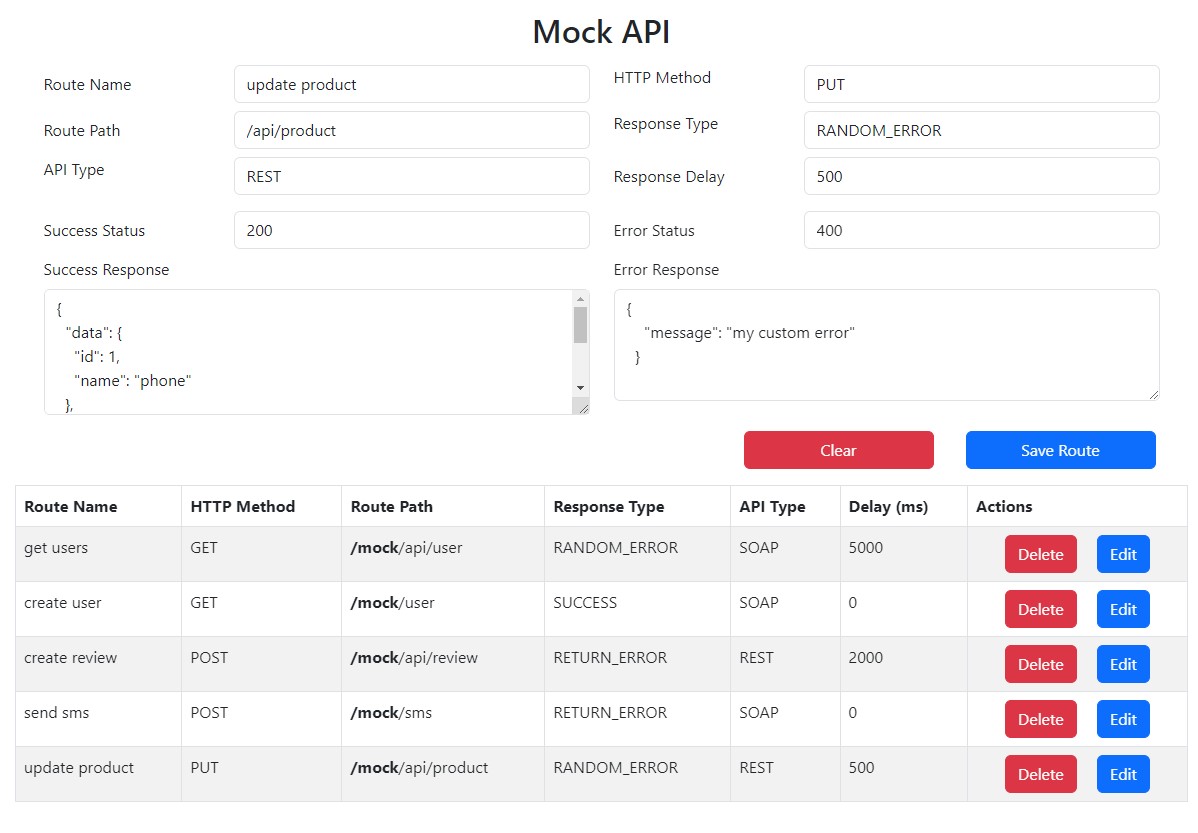 Mock API
Route Name update product HTTP Method PUT
Route Path /api/product Response Type RANDOM_ERROR
API Type REST Response Delay 500
Success Status 200 Error Status 400
Success Response Error Response
{ {
"data": { "message": "my custom error"
"id": 1, }
"name": "phone"
},
Clear Save Route
Route Name HTTP Method Route Path Response Type API Type Delay (ms) Actions
get users GET /mock/api/user RANDOM_ERROR SOAP 5000 Delete Edit
create user GET /mock/user SUCCESS SOAP 0 Delete Edit
create review POST /mock/api/review RETURN_ERROR REST 2000 Delete Edit
send sms POST /mock/sms RETURN_ERROR SOAP 0 Delete Edit
update product PUT /mock/api/product RANDOM_ERROR REST 500 Delete Edit